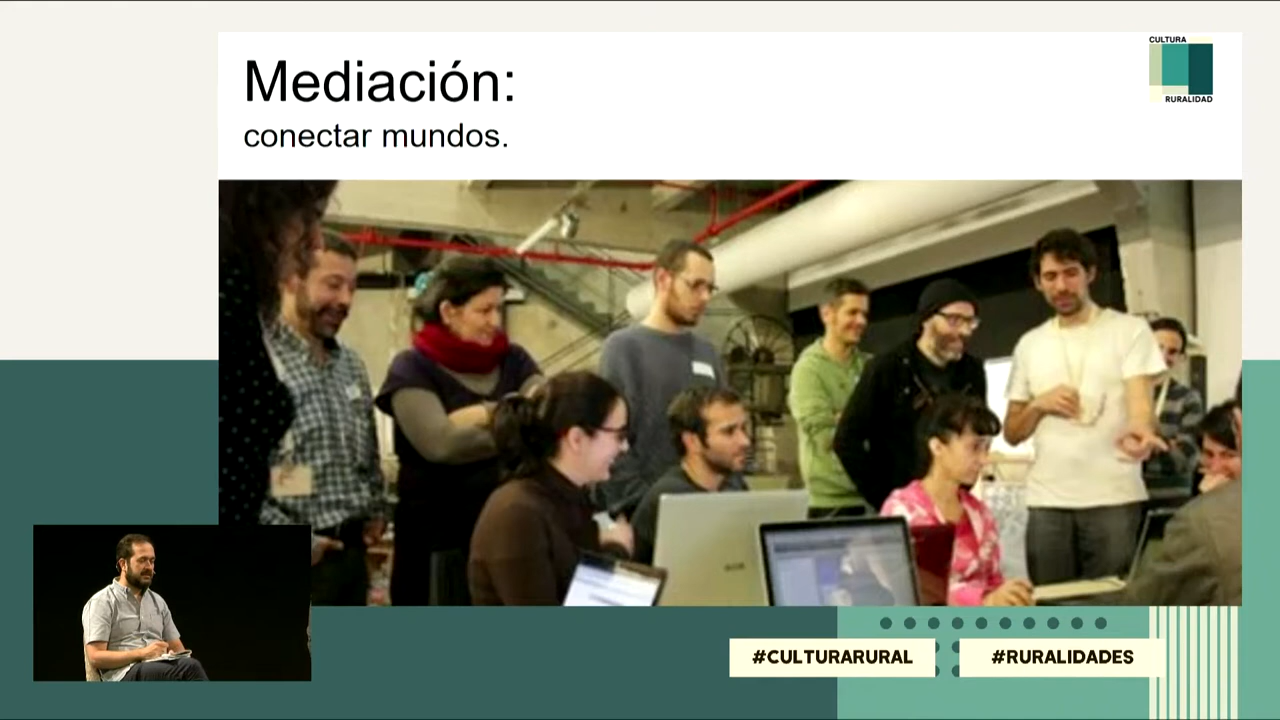 Mediación:
conectar mundos.
CULTURA
RURALIDAD
#CULTURARURAL
#RURALIDADES